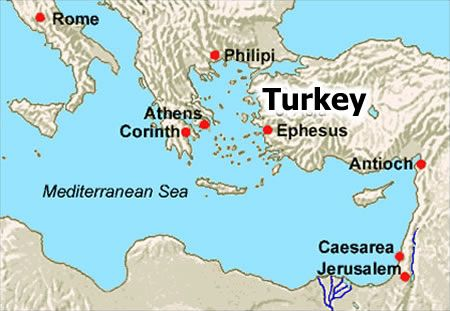 Rome
Philipi
Turkey
Athens
Corinth
Ephesus
Antioch
Mediterranean Sea
Caesarea
Jerusalem